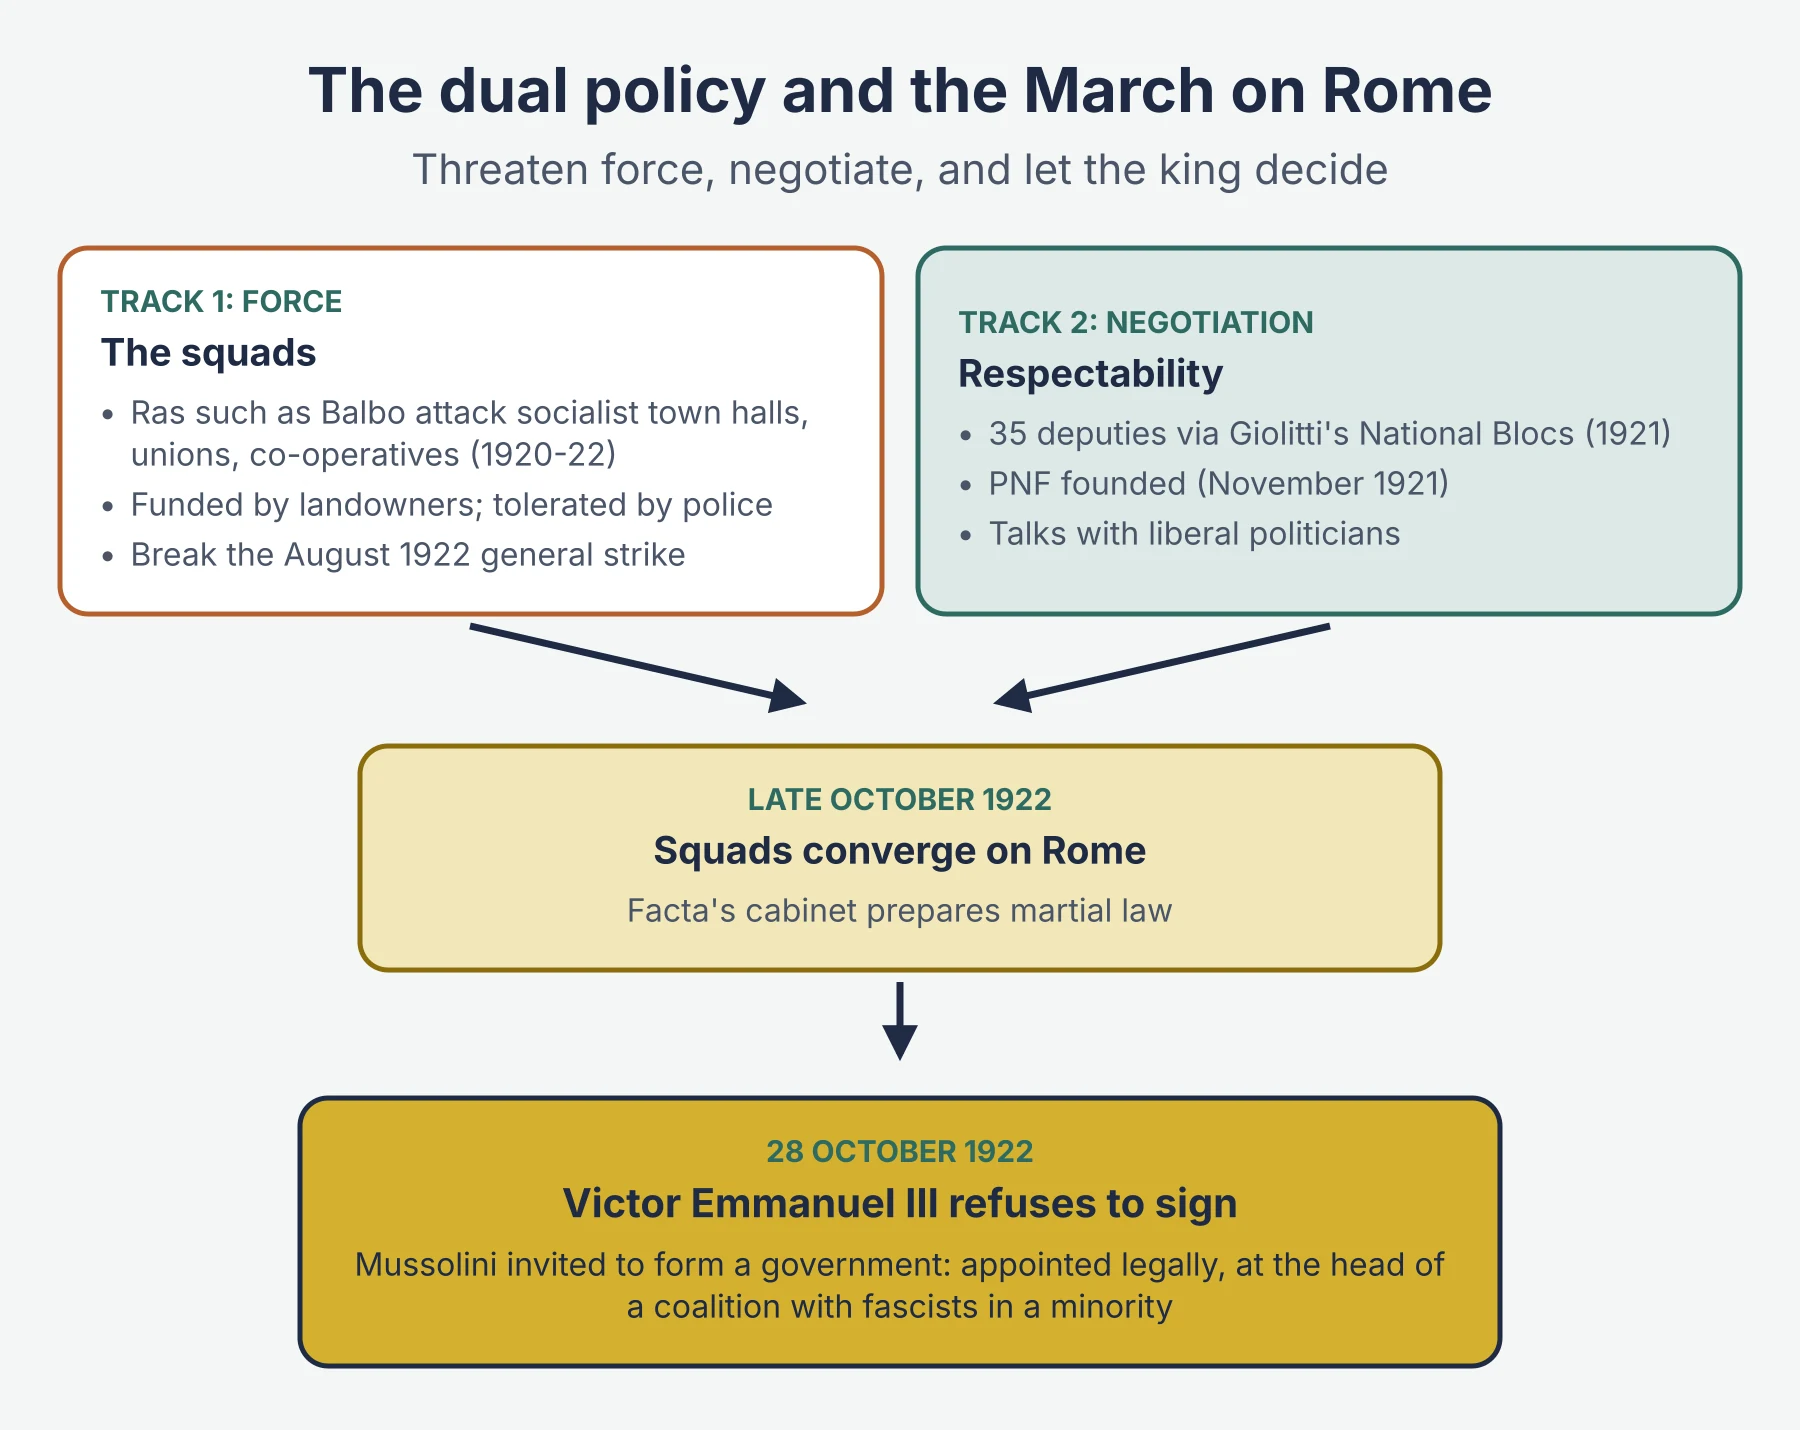 The dual policy and the March on Rome
Threaten force, negotiate, and let the king decide
TRACK 1: FORCE
The squads
• Ras such as Balbo attack socialist town halls,
unions, co-operatives (1920-22)
• Funded by landowners; tolerated by police
• Break the August 1922 general strike
TRACK 2: NEGOTIATION
Respectability
• 35 deputies via Giolitti's National Blocs (1921)
• PNF founded (November 1921)
• Talks with liberal politicians
LATE OCTOBER 1922
Squads converge on Rome
Facta's cabinet prepares martial law
28 OCTOBER 1922
Victor Emmanuel III refuses to sign
Mussolini invited to form a government: appointed legally, at the head of
a coalition with fascists in a minority